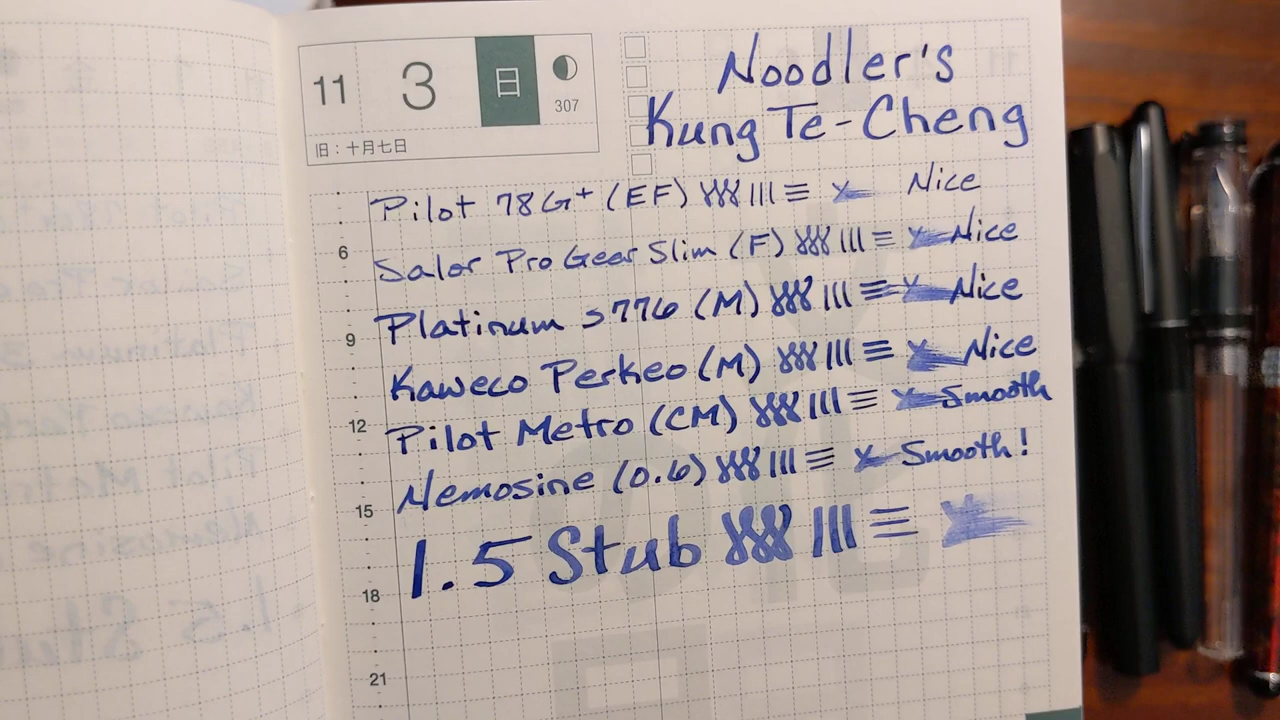 11 3 日 307
旧：十月七日
Noodler's
Kung Te-Cheng
Pilot 78G+ (EF) Nice
6
Sailor Pro Gear Slim (F) Nice
Platinum 3776 (M) Nice
9
Kaweco Perkeo (M) Nice
12
Pilot Metro (CM) Smooth
Nemosine (0.6) Smooth!
15
1.5 Stub
18
21